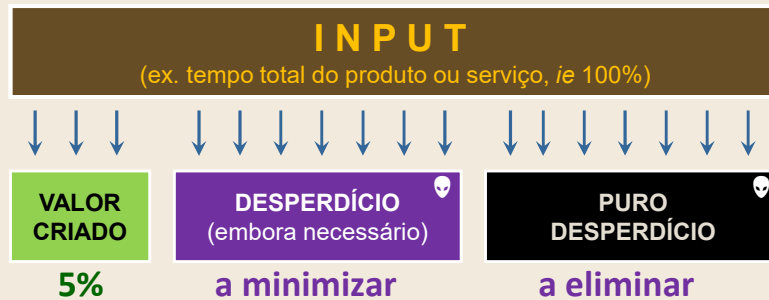 INPUT
(ex. tempo total do produto ou serviço, ie 100%)
VALOR
CRIADO
DESPERDÍCIO
(embora necessário)
PURO
DESPERDÍCIO
5%
a minimizar
a eliminar